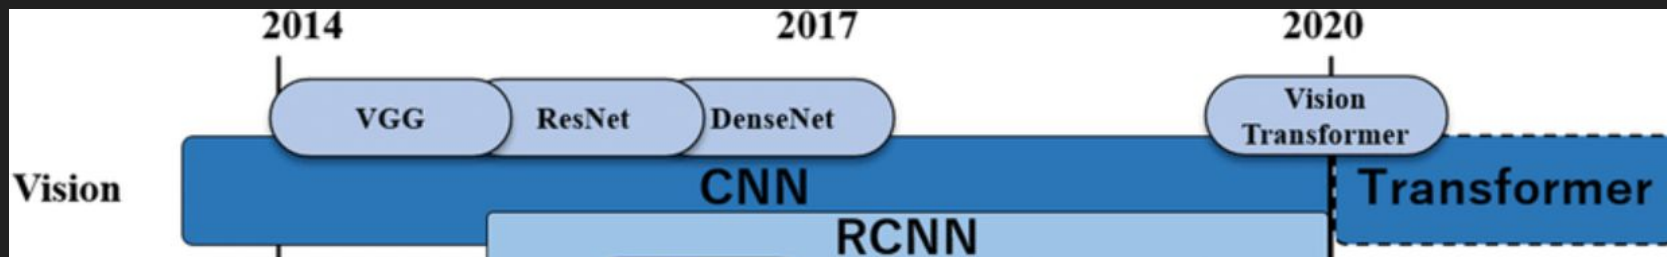 2014 2017 2020
VGG ResNet DenseNet Vision
Transformer
Vision CNN Transformer
RCNN